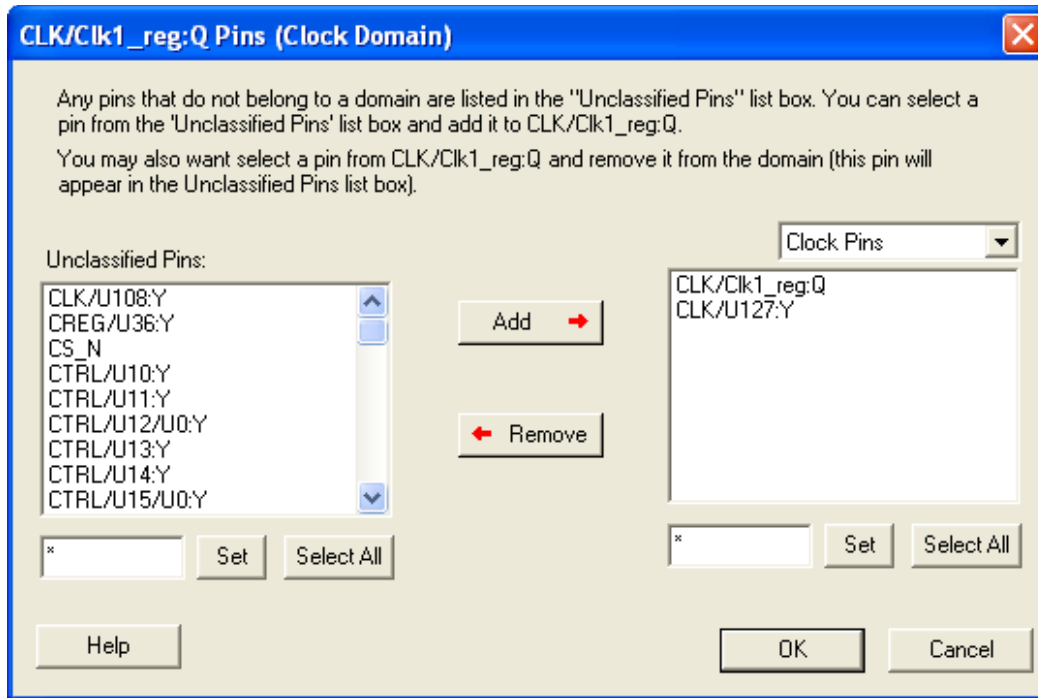 CLK/Clk1_reg:Q Pins (Clock Domain)
Any pins that do not belong to a domain are listed in the "Unclassified Pins" list box. You can select a
pin from the 'Unclassified Pins' list box and add it to CLK/Clk1_reg:Q.
You may also want select a pin from CLK/Clk1_reg:Q and remove it from the domain (this pin will
appear in the Unclassified Pins list box).
Unclassified Pins:
CLK/U108:Y
CREG/U36:Y
CS_N
CTRL/U10:Y
CTRL/U11:Y
CTRL/U12/U0:Y
CTRL/U13:Y
CTRL/U14:Y
CTRL/U15/U0:Y
*
Set
Select All
Add
Remove
Clock Pins
CLK/Clk1_reg:Q
CLK/U127:Y
*
Set
Select All
Help
OK
Cancel